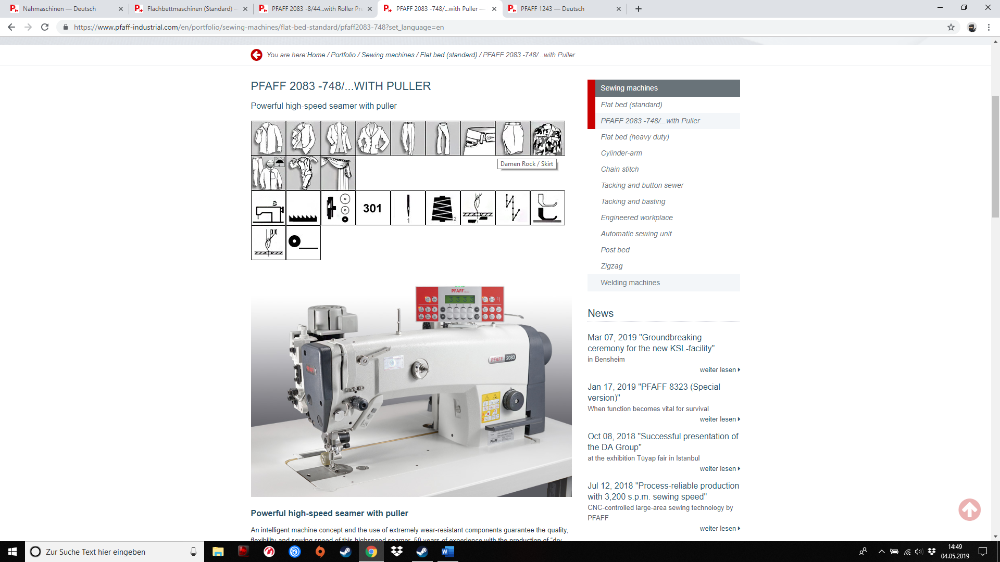 Nähmaschinen — Deutsch
Flachbettmaschinen (Standard) —
PFAFF 2083 -8/44...with Roller Pre
PFAFF 2083 -748/...with Puller —
PFAFF 1243 — Deutsch
https://www.pfaff-industrial.com/en/portfolio/sewing-machines/flat-bed-standard/pfaff2083-748?set_language=en
You are here:Home / Portfolio / Sewing machines / Flat bed (standard) / PFAFF 2083 -748/...with Puller
PFAFF 2083 -748/...WITH PULLER
Powerful high-speed seamer with puller
Damen Rock / Skirt
301
1
2
PFAFF
3333
PFAFF 2083
PFAFF
PFAFF
Powerful high-speed seamer with puller
An intelligent machine concept and the use of extremely wear-resistant components guarantee the quality,
flexibility and sewing speed of this highspeed seamer. 50 years of experience with the production of "dry
Sewing machines
Flat bed (standard)
PFAFF 2083 -748/...with Puller
Flat bed (heavy duty)
Cylinder-arm
Chain stitch
Tacking and button sewer
Tacking and basting
Engineered workplace
Automatic sewing unit
Post bed
Zigzag
Welding machines
News
Mar 07, 2019 "Groundbreaking
ceremony for the new KSL-facility"
in Bensheim
weiter lesen
Jan 17, 2019 "PFAFF 8323 (Special
version)"
When function becomes vital for survival
weiter lesen
Oct 08, 2018 "Successful presentation of
the DA Group"
at the exhibition Tüyap fair in Istanbul
weiter lesen
Jul 12, 2018 "Process-reliable production
with 3,200 s.p.m. sewing speed"
CNC-controlled large-area sewing technology by
PFAFF
weiter lesen
Zur Suche Text hier eingeben
14:49
04.05.2019